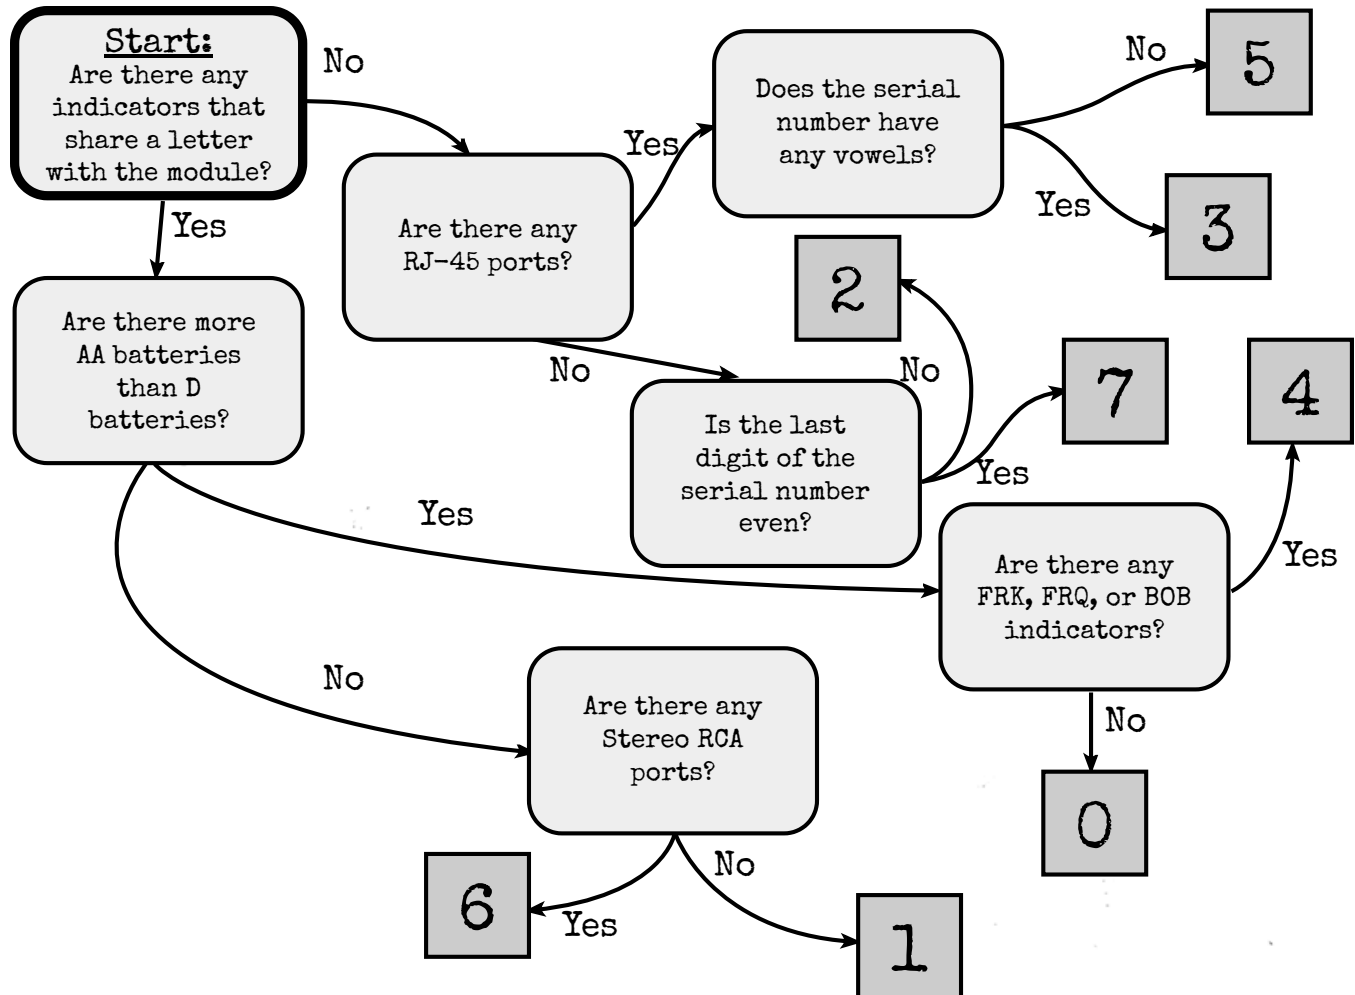 Start:
Are there any
indicators that
share a letter
with the module?
No
Yes
Are there any
RJ-45 ports?
Yes
No
Does the serial
number have
any vowels?
No
5
Yes
3
Is the last
digit of the
serial number
even?
No
2
Yes
7
Are there more
AA batteries
than D
batteries?
Yes
No
Are there any
FRK, FRQ, or BOB
indicators?
Yes
4
No
0
Are there any
Stereo RCA
ports?
Yes
6
No
1